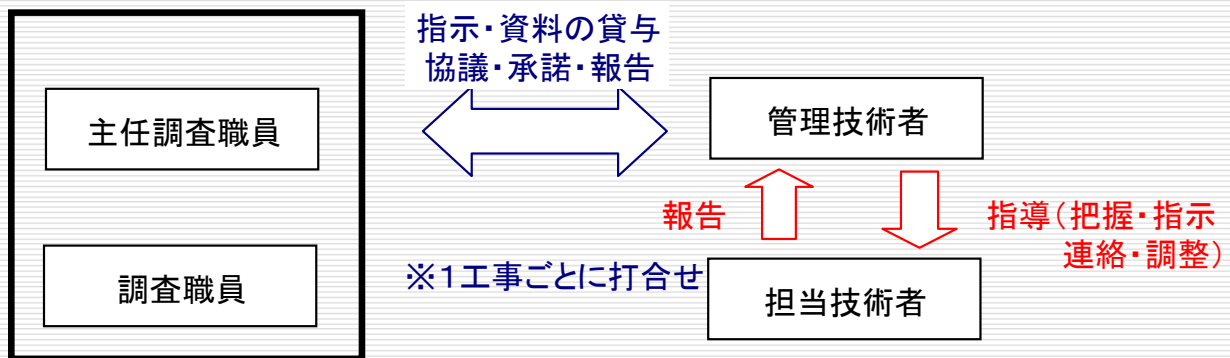 指示・資料の貸与
協議・承諾・報告
主任調査職員
管理技術者
報告
指導(把握・指示
連絡・調整)
調査職員
※1工事ごとに打合せ
担当技術者